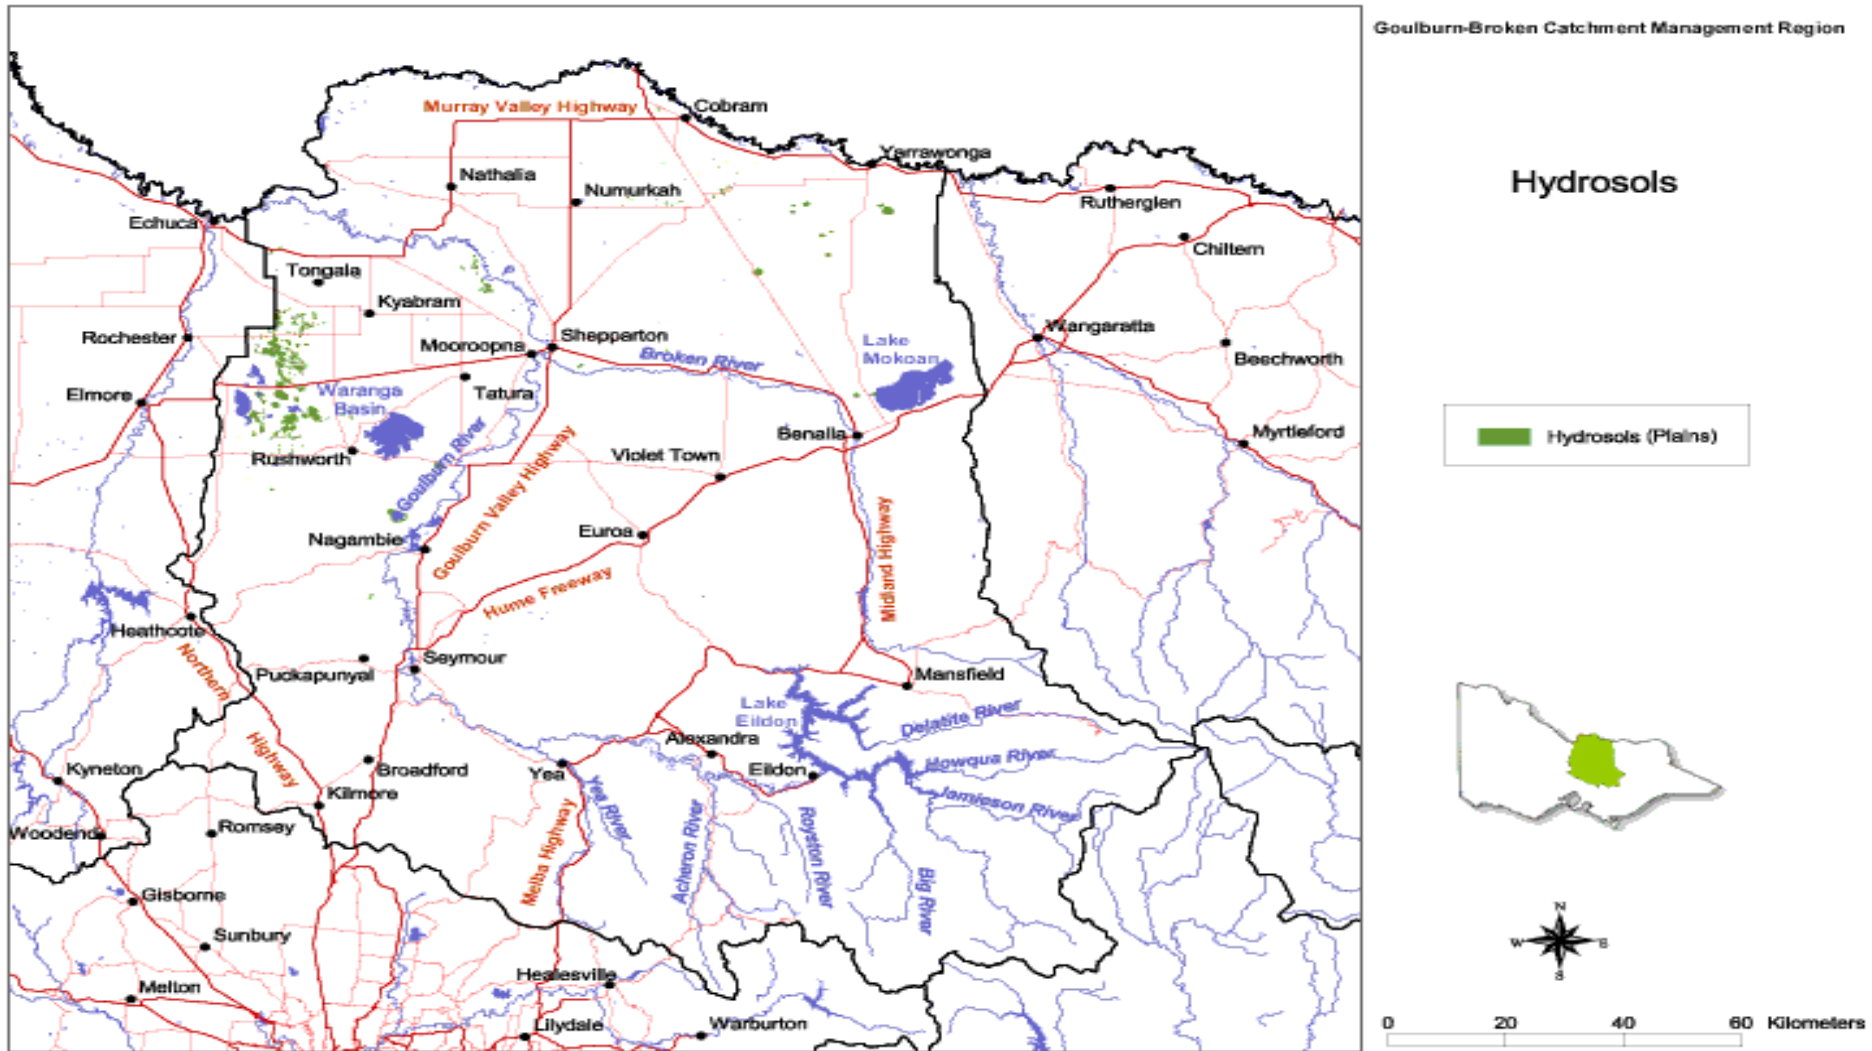 Goulburn-Broken Catchment Management Region
Hydrosols
Hydrosols (Plains)
Murray Valley Highway
Cobram
Yarrawonga
Nathalia
Numurkah
Rutherglen
Echuca
Chiltern
Tongala
Kyabram
Rochester
Mooroopna
Shepparton
Broken River
Lake
Mokoan
Wangaratta
Beechworth
Elmore
Waranga
Basin
Tatura
Benalla
Myrtleford
Rushworth
Goulburn River
Goulburn Valley Highway
Violet Town
Nagambie
Euroa
Hume Freeway
Midland Highway
Heathcote
Northern
Highway
Puckapunyal
Seymour
Mansfield
Lake
Eildon
Delatite River
Alexandra
Howqua River
Kyneton
Broadford
Yea
Eildon
Jamieson River
Kilmore
Yea River
Melba Highway
Acheron River
Royston River
Big River
Woodend
Romsey
Gisborne
Sunbury
Melton
Healesville
Lilydale
Warburton
N
W
E
S
0 20 40 60 Kilometers